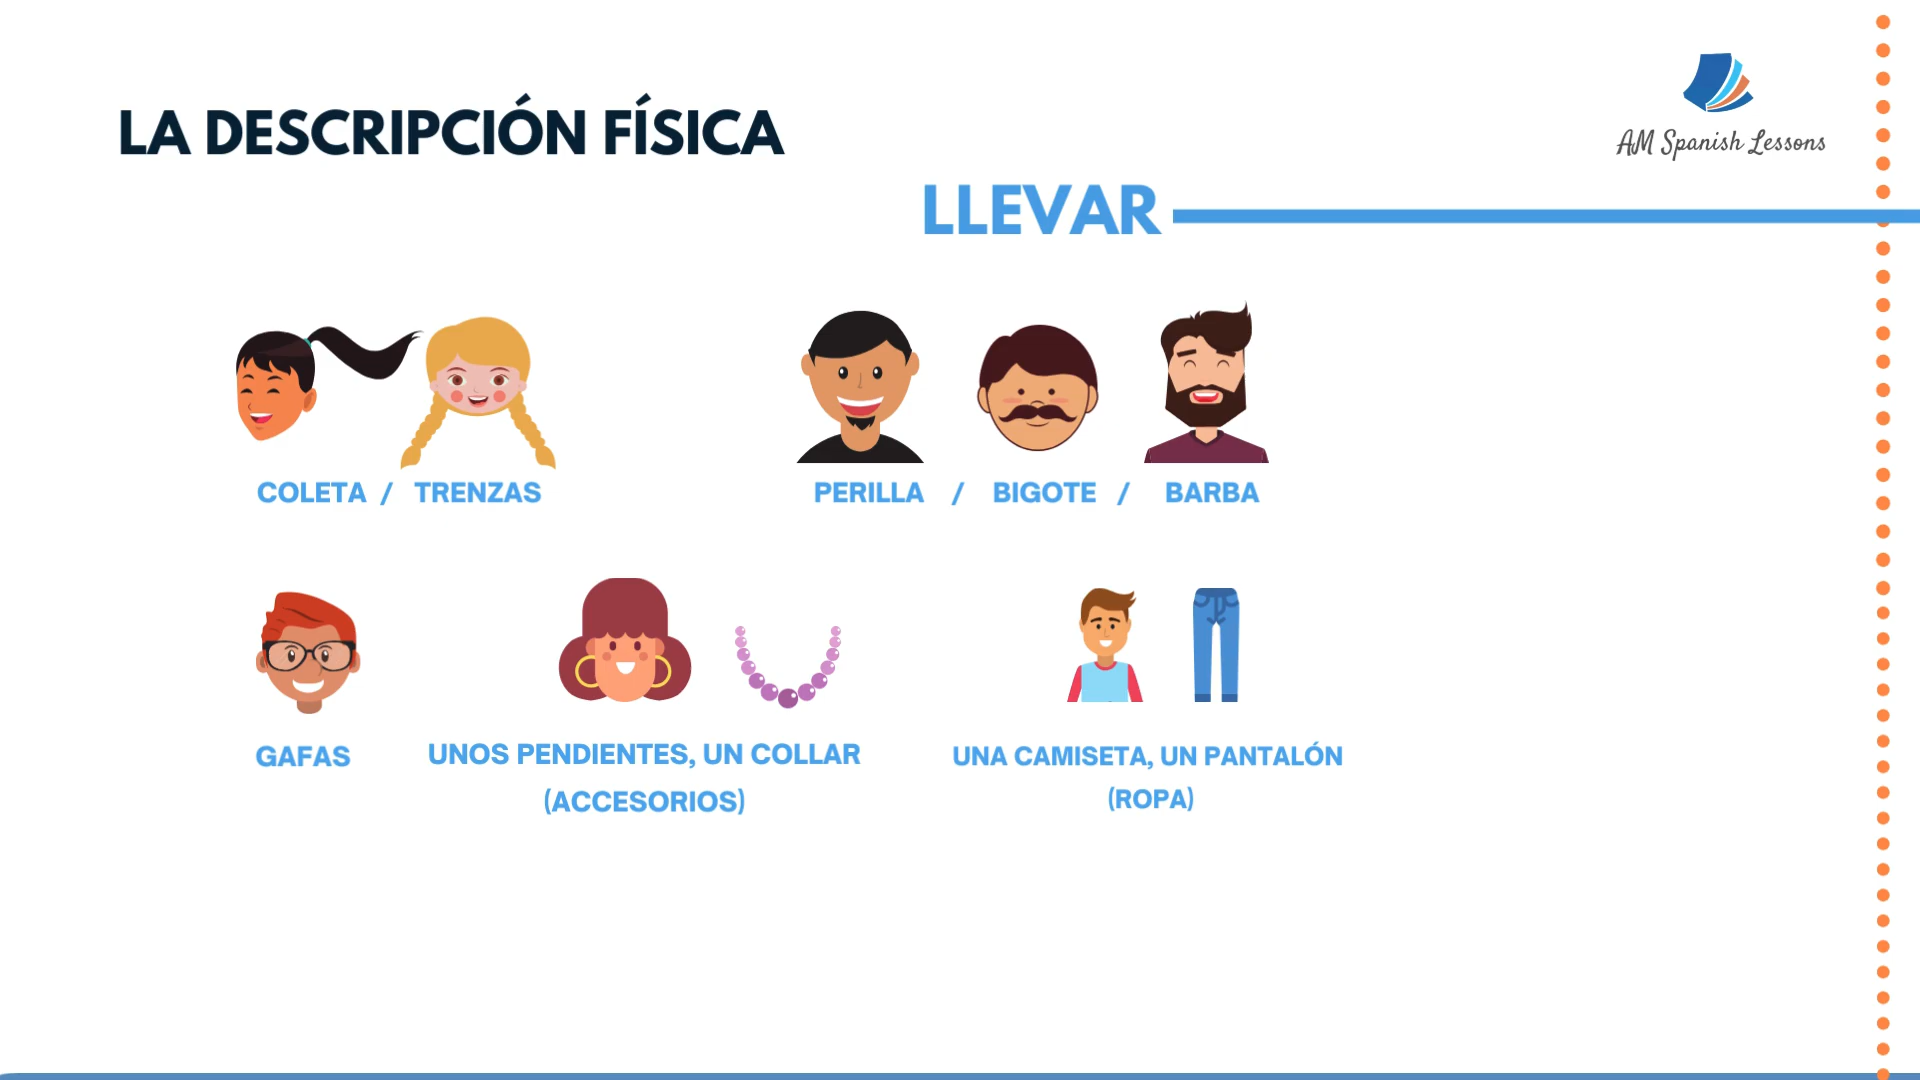 LA DESCRIPCIÓN FÍSICA
AM Spanish Lessons
LLEVAR
COLETA / TRENZAS
PERILLA / BIGOTE / BARBA
GAFAS
UNOS PENDIENTES, UN COLLAR
(ACCESORIOS)
UNA CAMISETA, UN PANTALÓN
(ROPA)